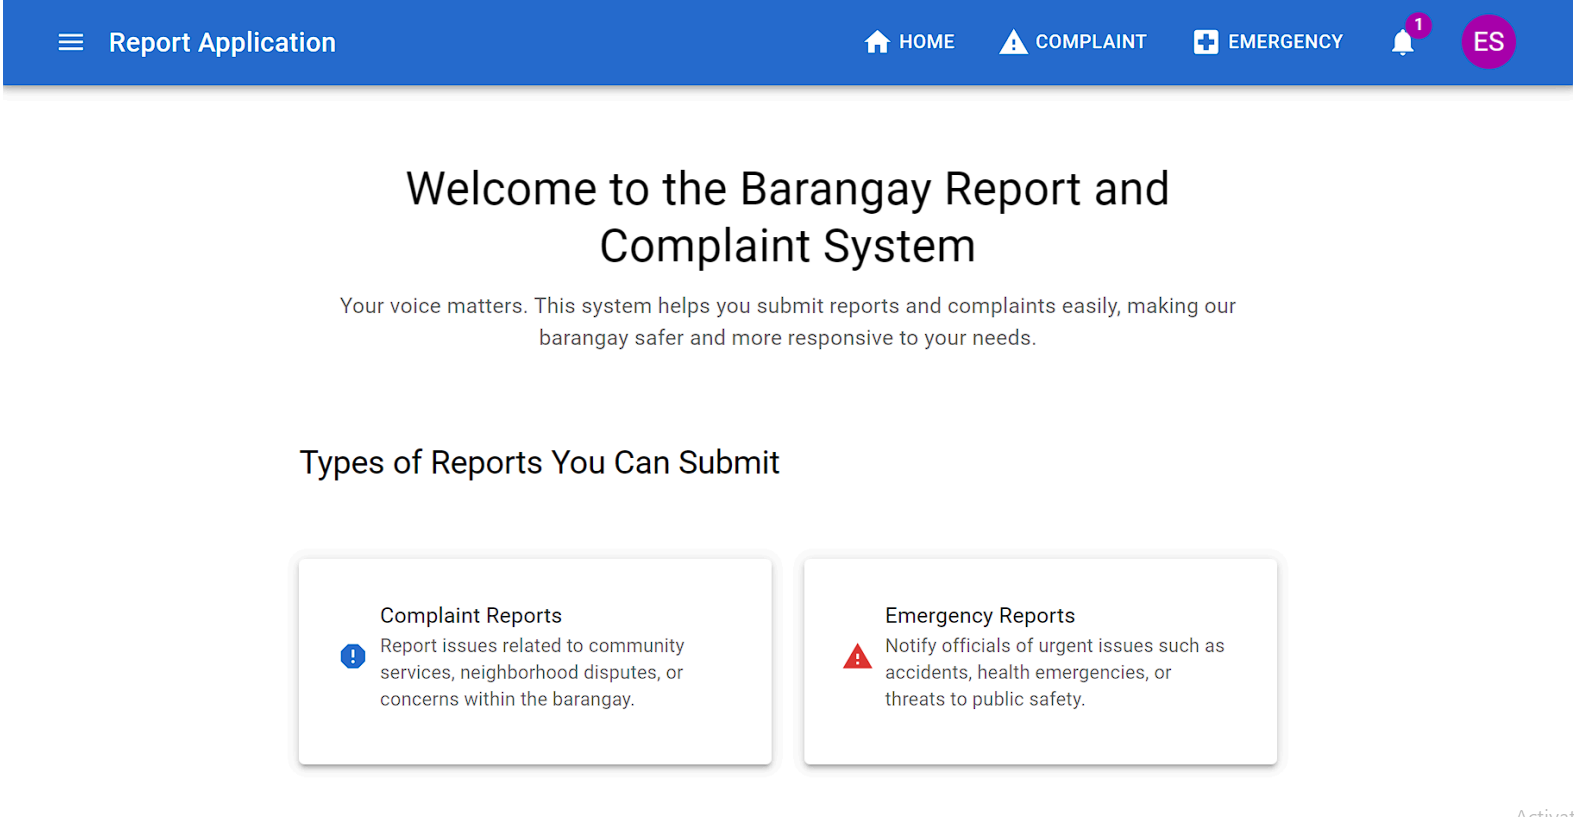 Report Application
HOME
COMPLAINT
EMERGENCY
1
ES
Welcome to the Barangay Report and
Complaint System
Your voice matters. This system helps you submit reports and complaints easily, making our
barangay safer and more responsive to your needs.
Types of Reports You Can Submit
Complaint Reports
Report issues related to community
services, neighborhood disputes, or
concerns within the barangay.
Emergency Reports
Notify officials of urgent issues such as
accidents, health emergencies, or
threats to public safety.